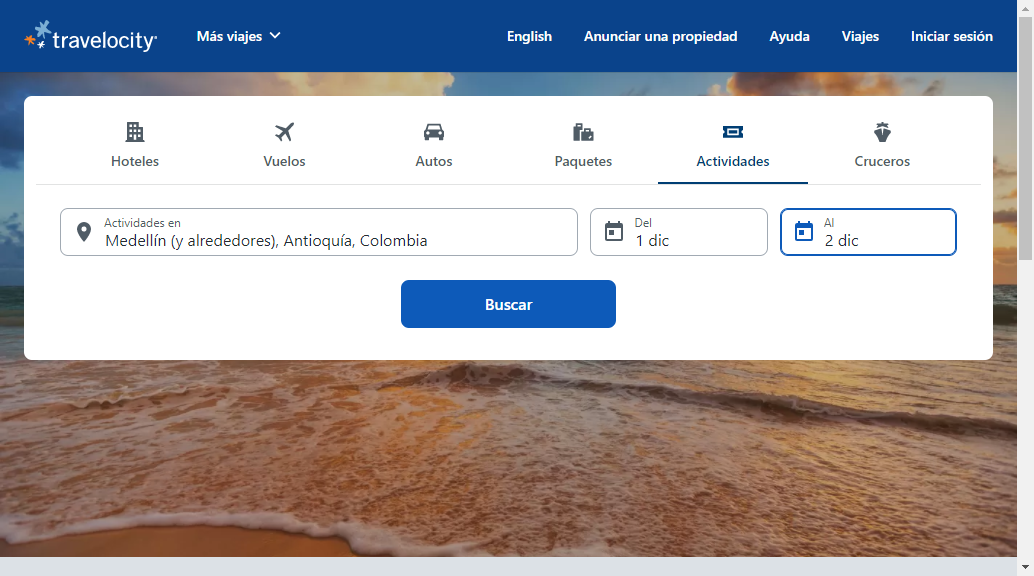 travelocity
Más viajes
English
Anunciar una propiedad
Ayuda
Viajes
Iniciar sesión
Hoteles
Vuelos
Autos
Paquetes
Actividades
Cruceros
Actividades en
Medellín (y alrededores), Antioquía, Colombia
Del
1 dic
Al
2 dic
Buscar